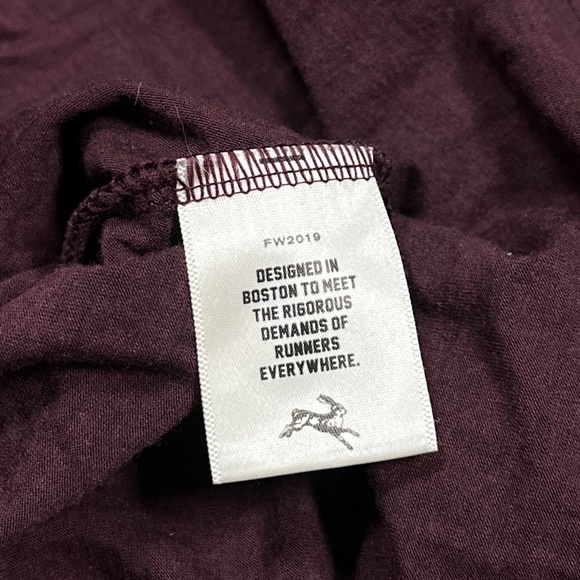 FW2019
DESIGNED IN
BOSTON TO MEET
THE RIGOROUS
DEMANDS OF
RUNNERS
EVERYWHERE.